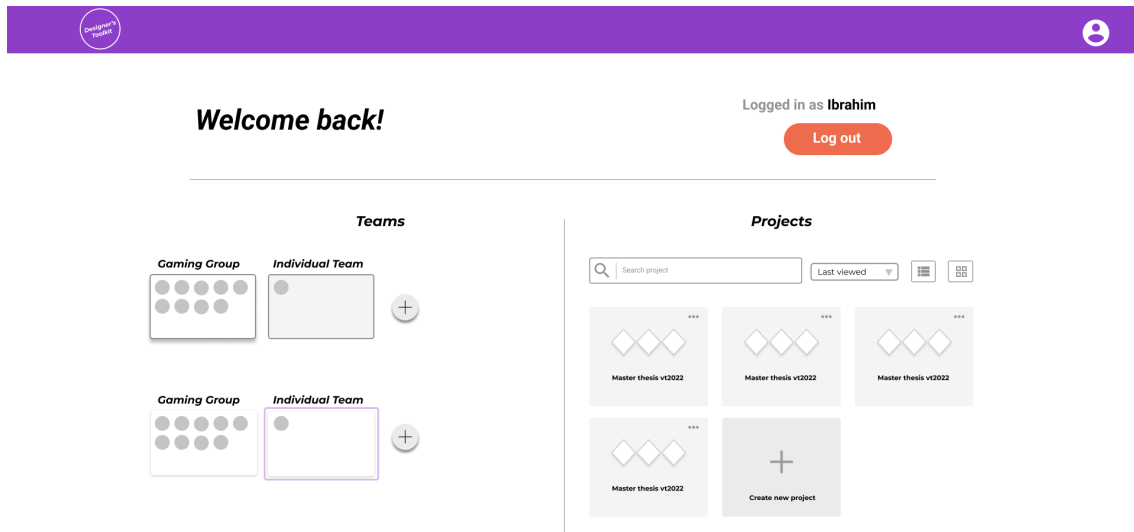 Designer's
Toolkit
Welcome back!
Logged in as Ibrahim
Log out
Teams
Gaming Group
Individual Team
Gaming Group
Individual Team
Projects
Search project
Last viewed
Master thesis vt2022
Master thesis vt2022
Master thesis vt2022
Master thesis vt2022
Create new project